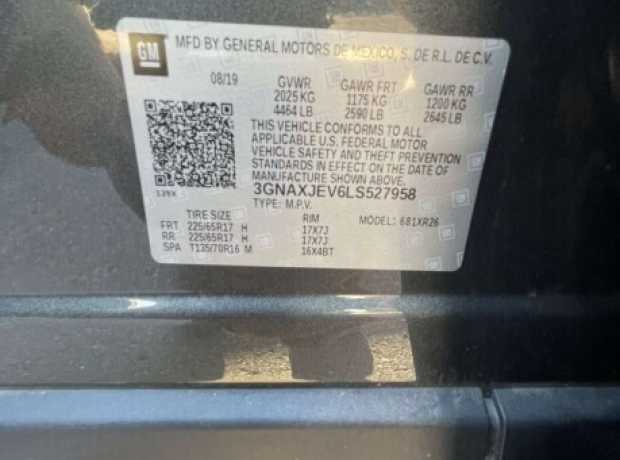 GM
MFD BY GENERAL MOTORS DE MEXICO, S. DE R.L. DE C.V.
08/19 GVWR GAWR FRT GAWR RR
2025 KG 1175 KG 1200 KG
4464 LB 2590 LB 2645 LB
THIS VEHICLE CONFORMS TO ALL
APPLICABLE U.S. FEDERAL MOTOR
VEHICLE SAFETY AND THEFT PREVENTION
STANDARDS IN EFFECT ON THE DATE OF
MANUFACTURE SHOWN ABOVE.
3GNAXJEV6LS527958
TYPE: M.P.V. MODEL: 681XR26
TIRE SIZE RIM
FRT 225/65R17 H 17X7J
RR 225/65R17 H 17X7J
SPA T135/70R16 M 16X4BT